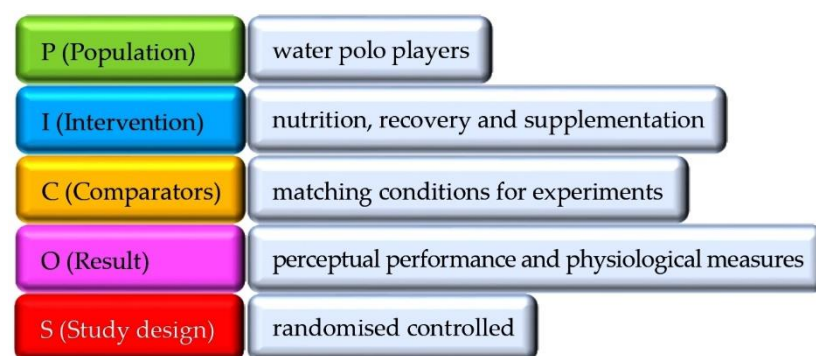 P (Population) water polo players
I (Intervention) nutrition, recovery and supplementation
C (Comparators) matching conditions for experiments
O (Result) perceptual performance and physiological measures
S (Study design) randomised controlled